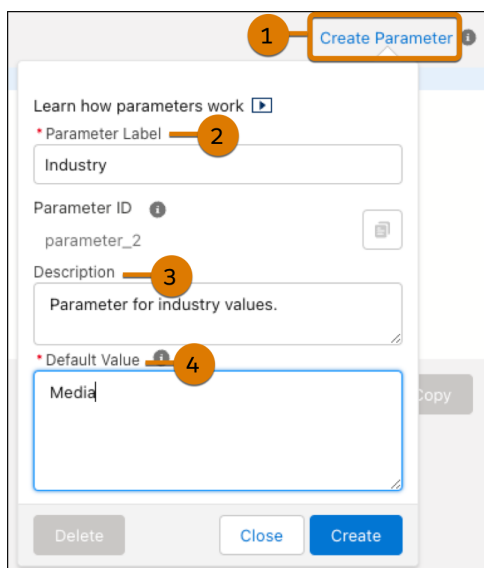 1
Create Parameter
Learn how parameters work
* Parameter Label
2
Industry
Parameter ID
parameter_2
Description
3
Parameter for industry values.
* Default Value
4
Media
Copy
Delete Close Create